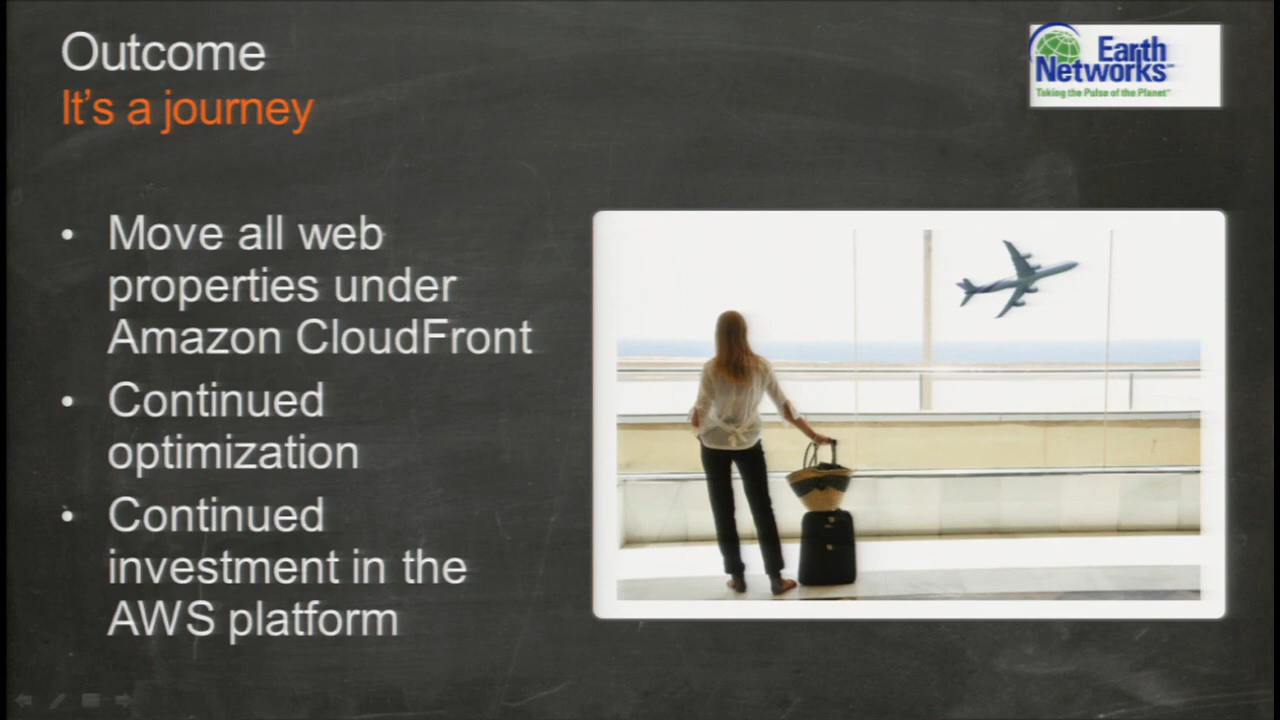 Outcome
It's a journey
Earth
Networks
Taking the Pulse of the Planet
• Move all web
properties under
Amazon CloudFront
• Continued
optimization
• Continued
investment in the
AWS platform